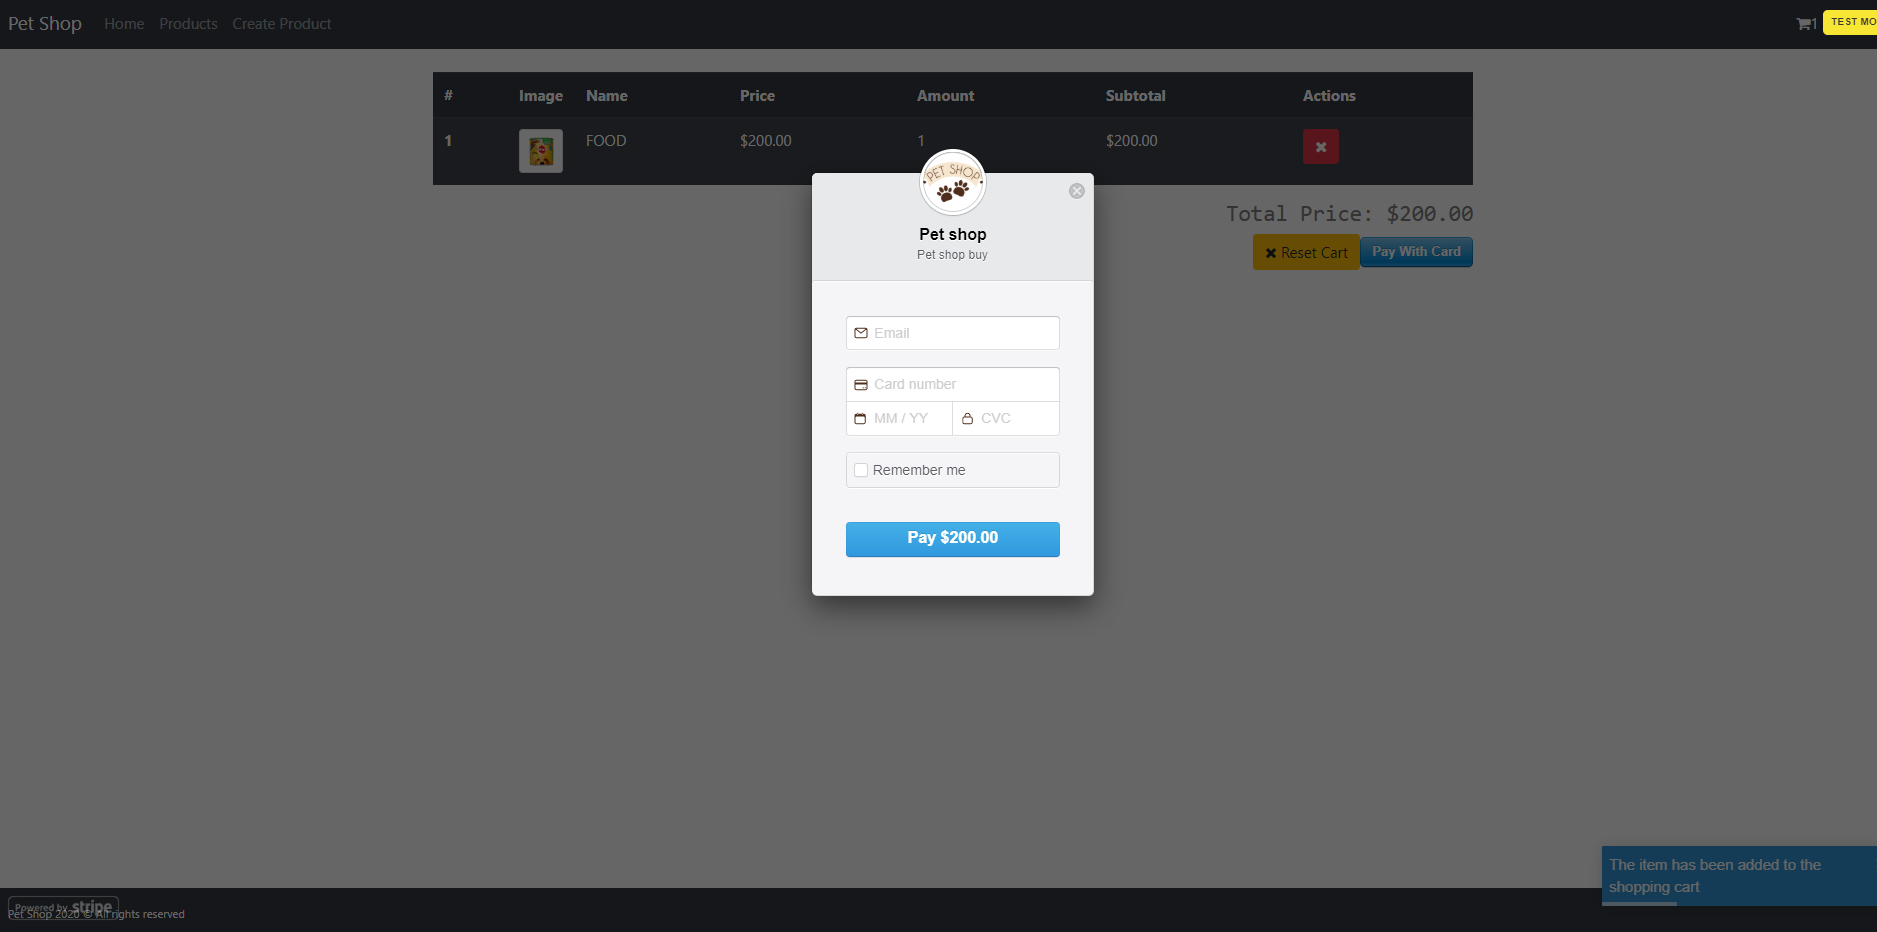 Pet Shop Home Products Create Product 1 TEST MO
# Image Name Price Amount Subtotal Actions
1 FOOD $200.00 1 $200.00
PET SHOP
Total Price: $200.00
Reset Cart Pay With Card
Pet shop
Pet shop buy
Email
Card number
MM / YY CVC
Remember me
Pay $200.00
The item has been added to the
shopping cart
Powered by stripe
Pet Shop 2020 © All rights reserved